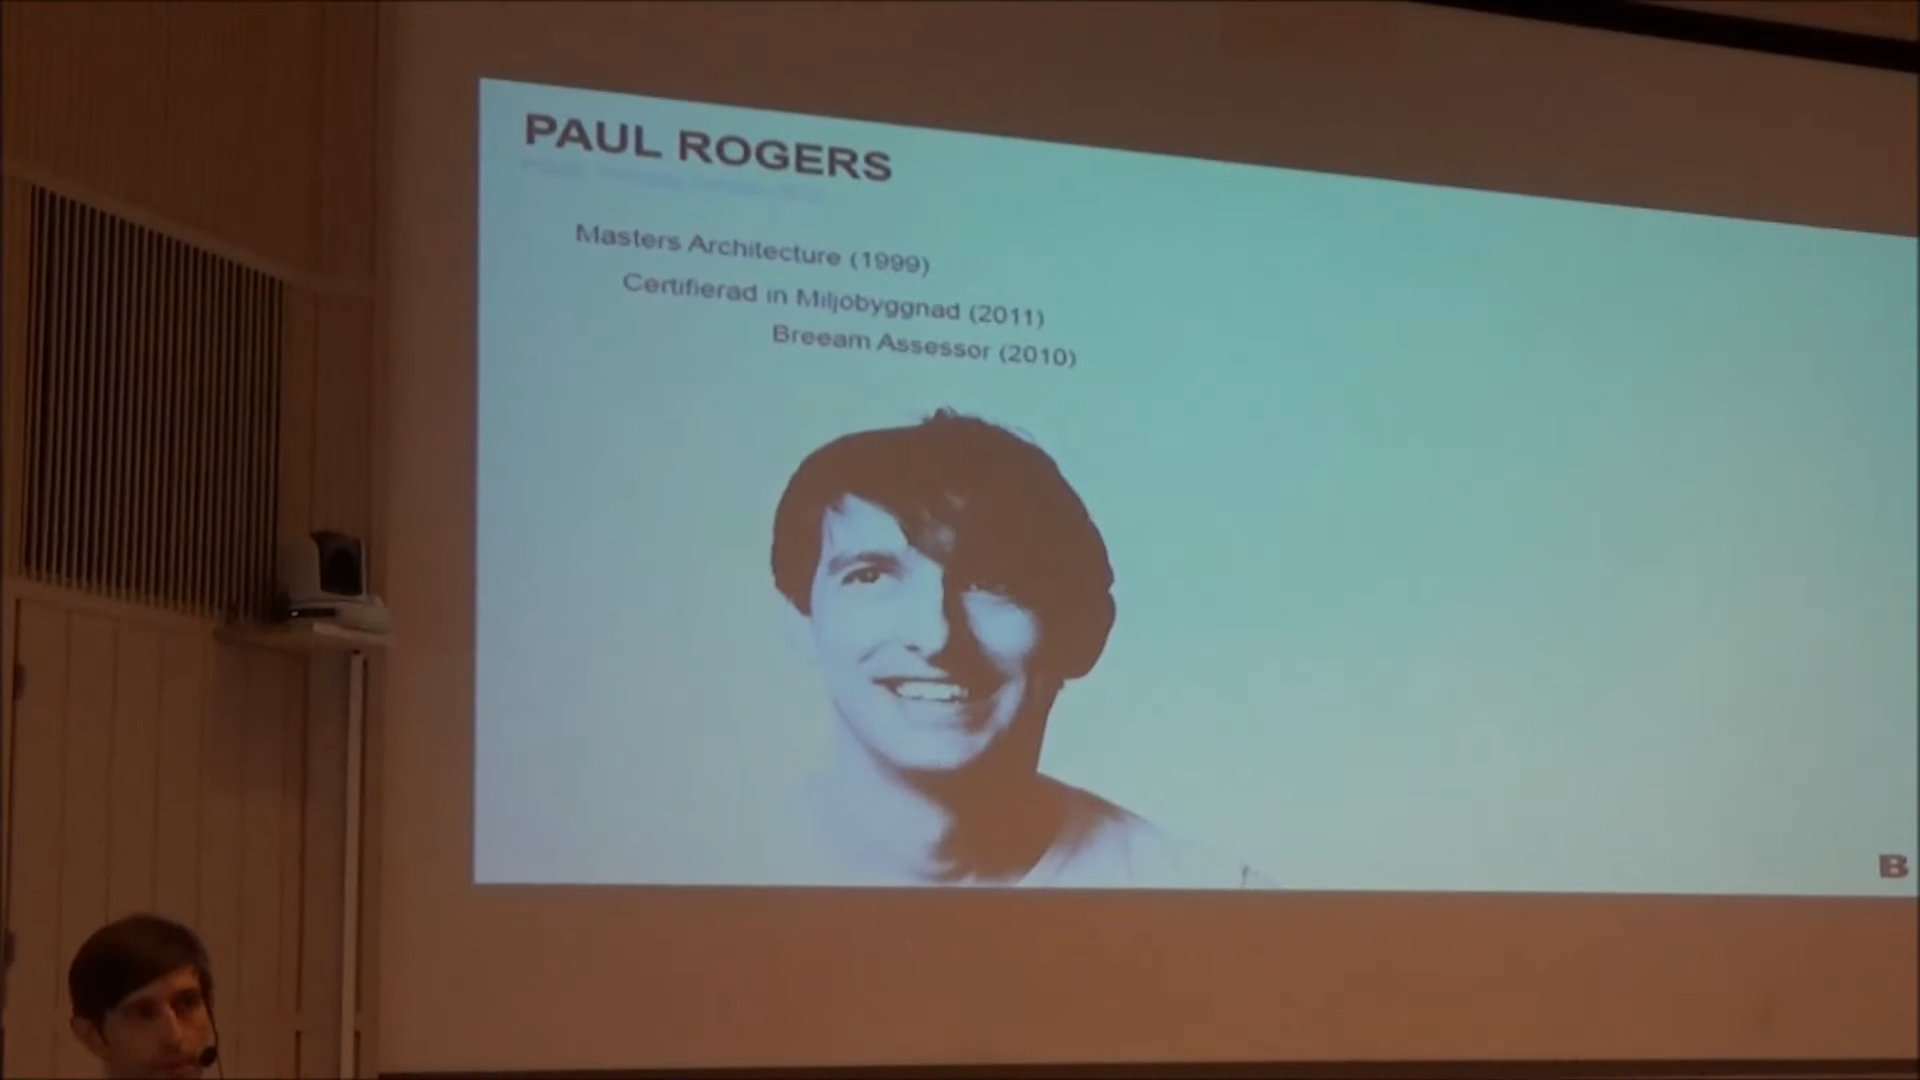 PAUL ROGERS
Masters Architecture (1999)
Certifierad in Miljobyggnad (2011)
Breeam Assessor (2010)
B